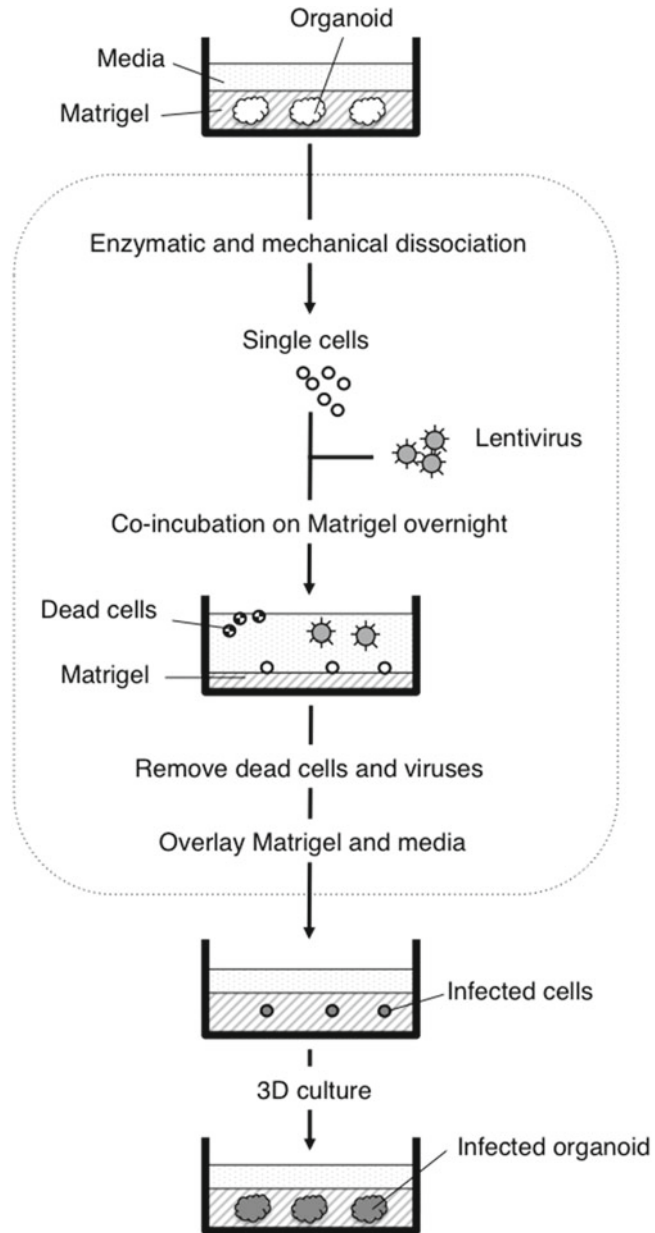 Organoid
Media
Matrigel
Enzymatic and mechanical dissociation
Single cells
Lentivirus
Co-incubation on Matrigel overnight
Dead cells
Matrigel
Remove dead cells and viruses
Overlay Matrigel and media
Infected cells
3D culture
Infected organoid